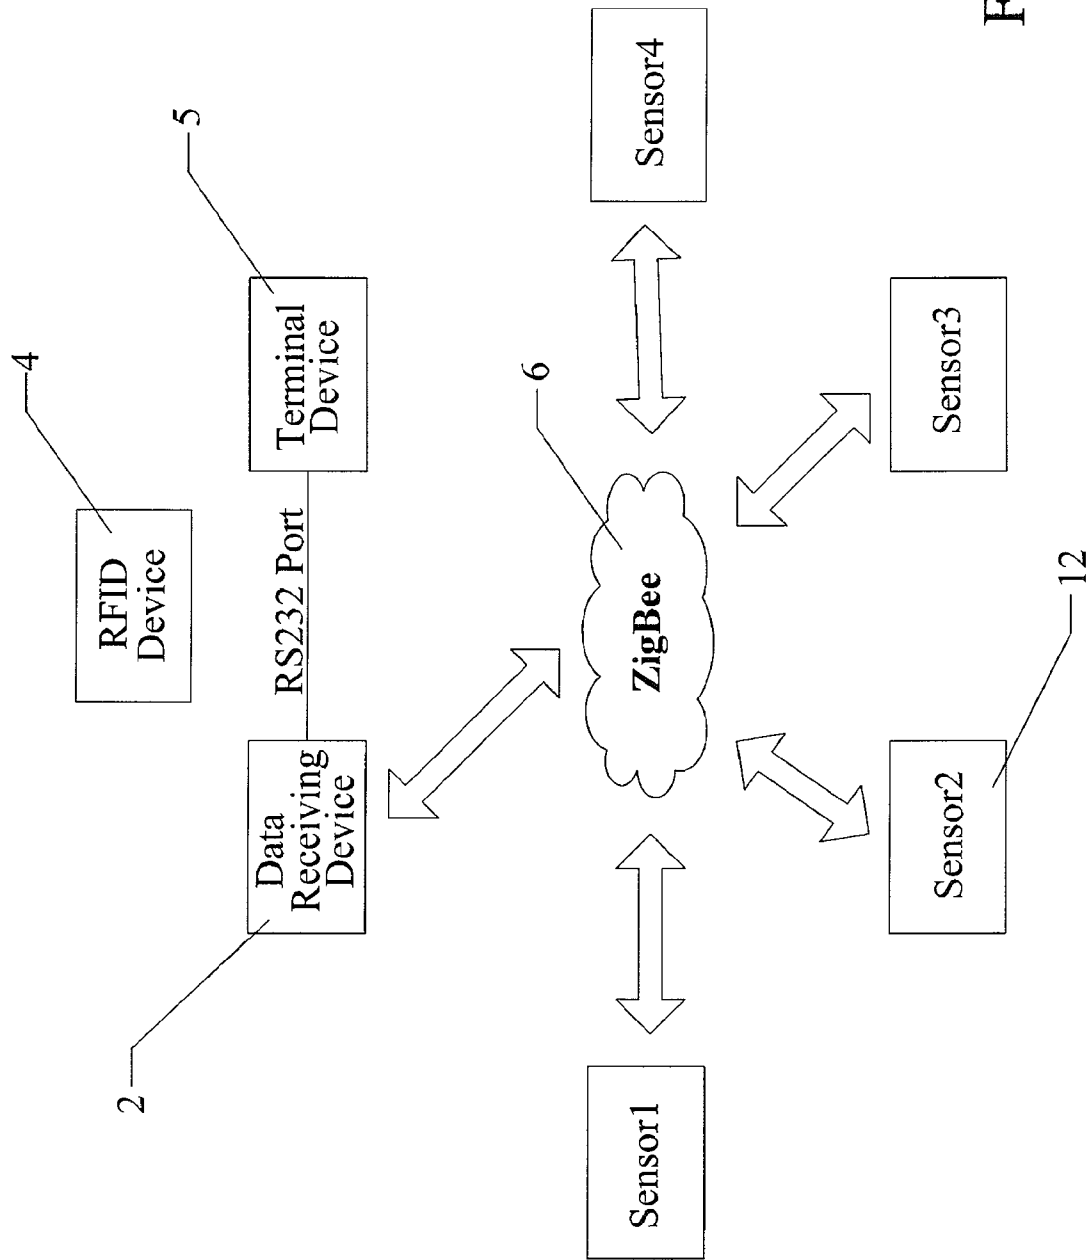 4
RFID
Device
5
2
Data
Receiving
Device
RS232 Port
Terminal
Device
6
ZigBee
Sensor1
Sensor4
Sensor2
Sensor3
12
F